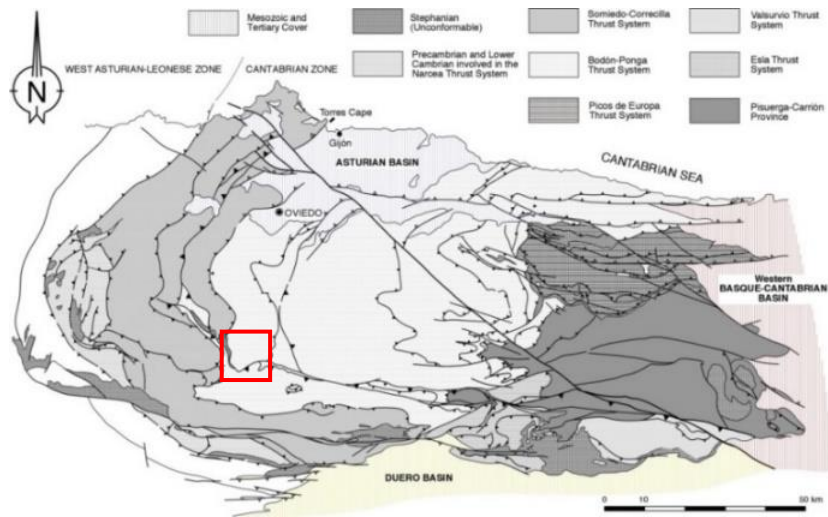 Mesozoic and
Tertiary Cover
Stephanian
(Unconformable)
Somiedo-Correcilla
Thrust System
Valsurvio Thrust
System
Precambrian and Lower
Cambrian involved in the
Narcea Thrust System
Bodón-Ponga
Thrust System
Esla Thrust
System
Picos de Europa
Thrust System
Pisuerga-Carrión
Province
WEST ASTURIAN-LEONESE ZONE
CANTABRIAN ZONE
N
Torres Cape
Gijón
ASTURIAN BASIN
CANTABRIAN SEA
OVIEDO
Western
BASQUE-CANTABRIAN
BASIN
DUERO BASIN
0 10 50 km